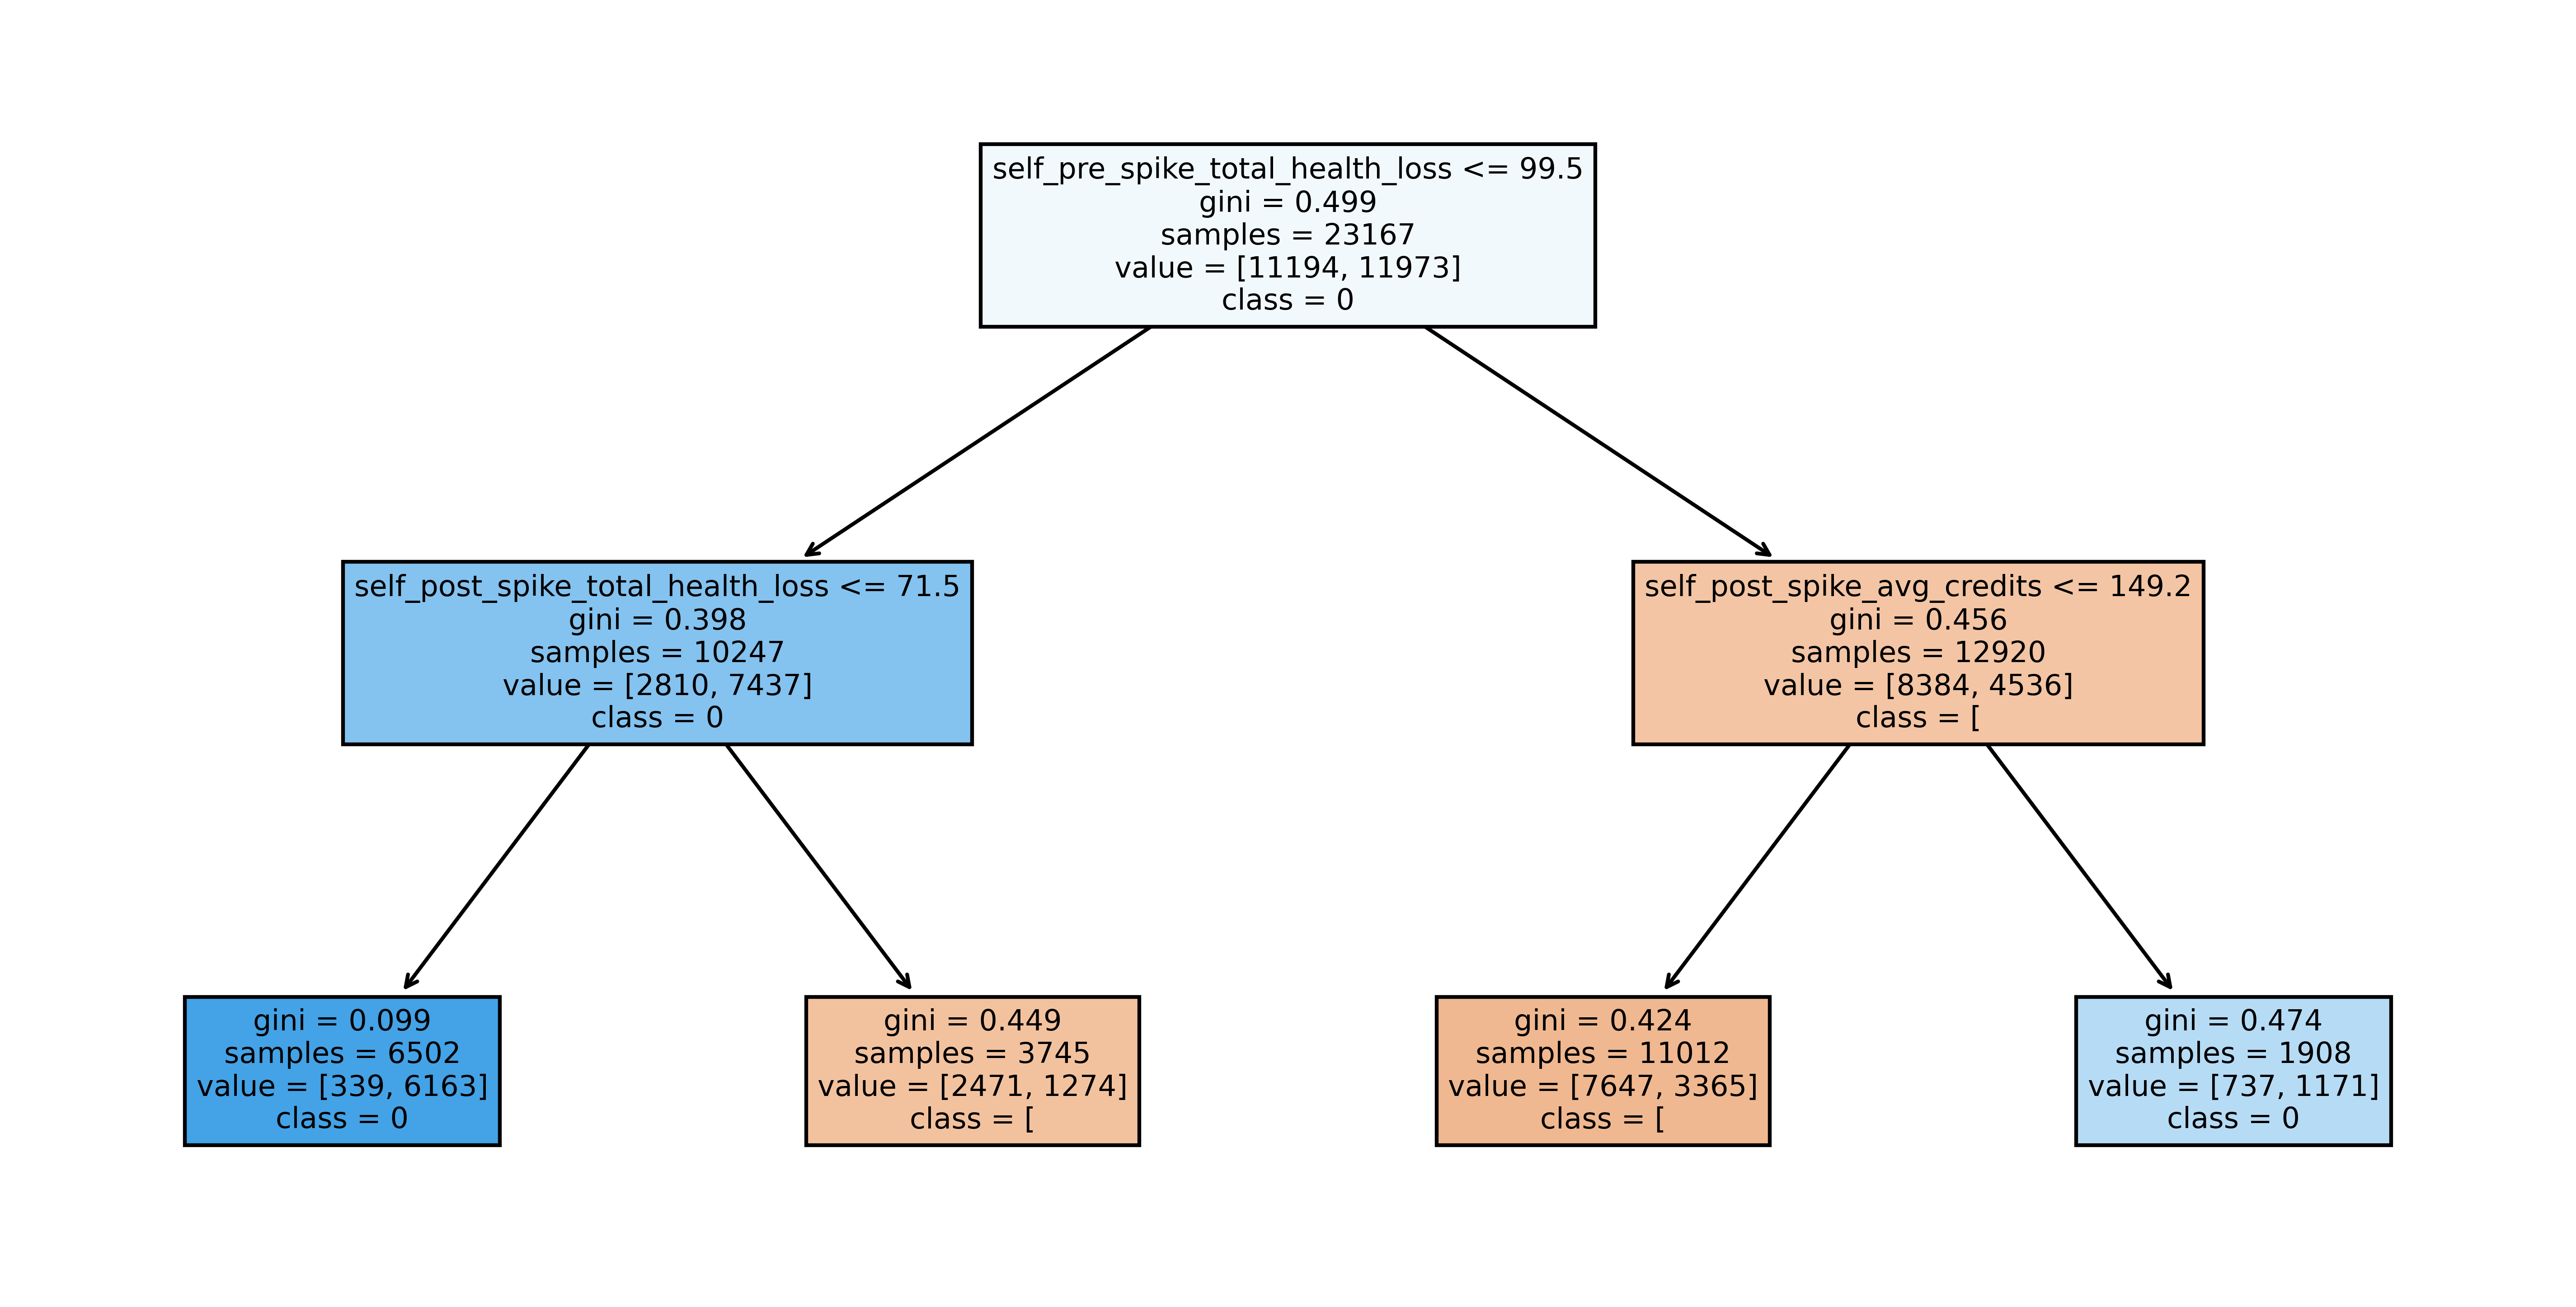 self_pre_spike_total_health_loss <= 99.5
gini = 0.499
samples = 23167
value = [11194, 11973]
class = 0
self_post_spike_total_health_loss <= 71.5
gini = 0.398
samples = 10247
value = [2810, 7437]
class = 0
self_post_spike_avg_credits <= 149.2
gini = 0.456
samples = 12920
value = [8384, 4536]
class = [
gini = 0.099
samples = 6502
value = [339, 6163]
class = 0
gini = 0.449
samples = 3745
value = [2471, 1274]
class = [
gini = 0.424
samples = 11012
value = [7647, 3365]
class = [
gini = 0.474
samples = 1908
value = [737, 1171]
class = 0